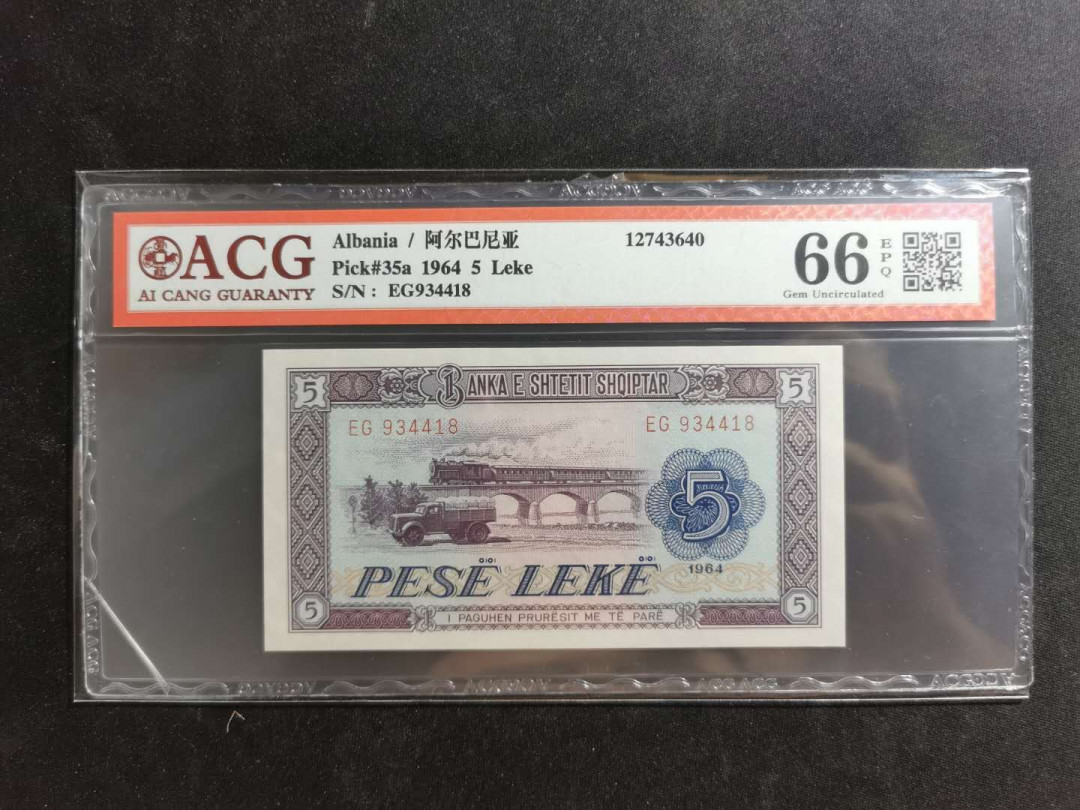 ACG
AI CANG GUARANTY
Albania / 阿尔巴尼亚
12743640
Pick#35a 1964 5 Leke
S/N : EG934418
66
EPQ
Gem Uncirculated
5
BANKA E SHTETIT SHQIPTAR
5
EG 934418
EG 934418
5
PESË LEKË
1964
5
I PAGUHEN PRURËSIT ME TË PARË
5